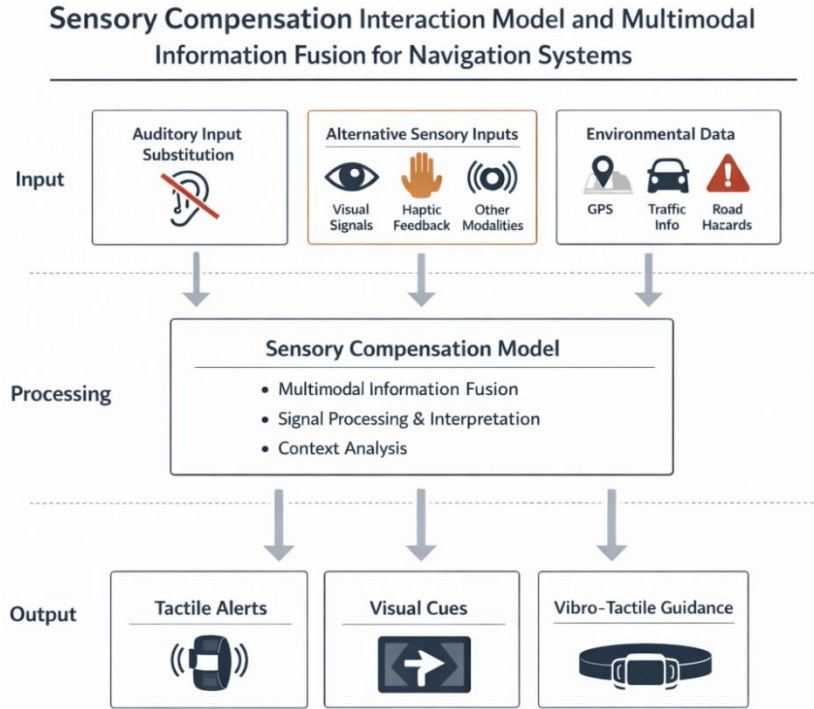 Sensory Compensation Interaction Model and Multimodal
Information Fusion for Navigation Systems
Input
Auditory Input
Substitution
Alternative Sensory Inputs
Visual
Signals
Haptic
Feedback
Other
Modalities
Environmental Data
GPS
Traffic
Info
Road
Hazards
Processing
Sensory Compensation Model
• Multimodal Information Fusion
• Signal Processing & Interpretation
• Context Analysis
Output
Tactile Alerts
Visual Cues
Vibro-Tactile Guidance